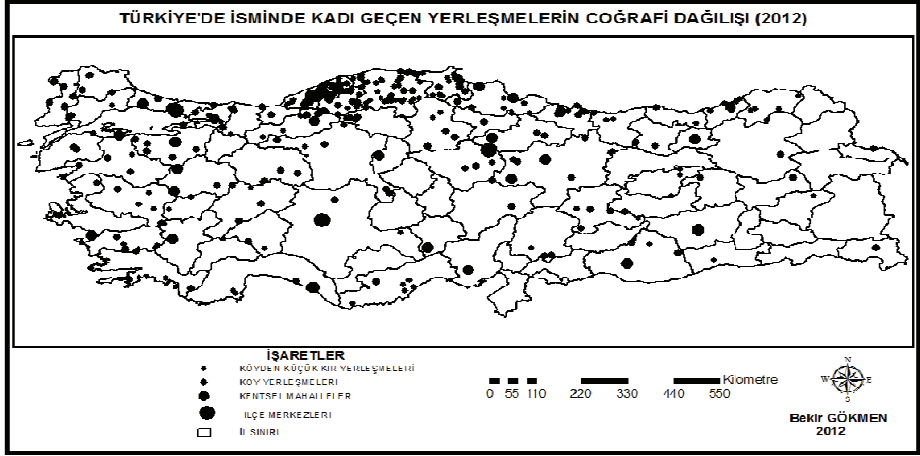 TÜRKİYE'DE İSMİNDE KADI GEÇEN YERLEŞMELERİN COĞRAFİ DAĞILIŞI (2012)
İŞARETLER
KÖYDEN KÜÇÜK KIR YERLEŞMELERİ
KÖY YERLEŞMELERİ
KENTSEL MAHALLELER
İLÇE MERKEZLERİ
İL SINIRI
Kilometre
0 55 110 220 330 440 550
N
W E
S
Bekir GÖKMEN
2012